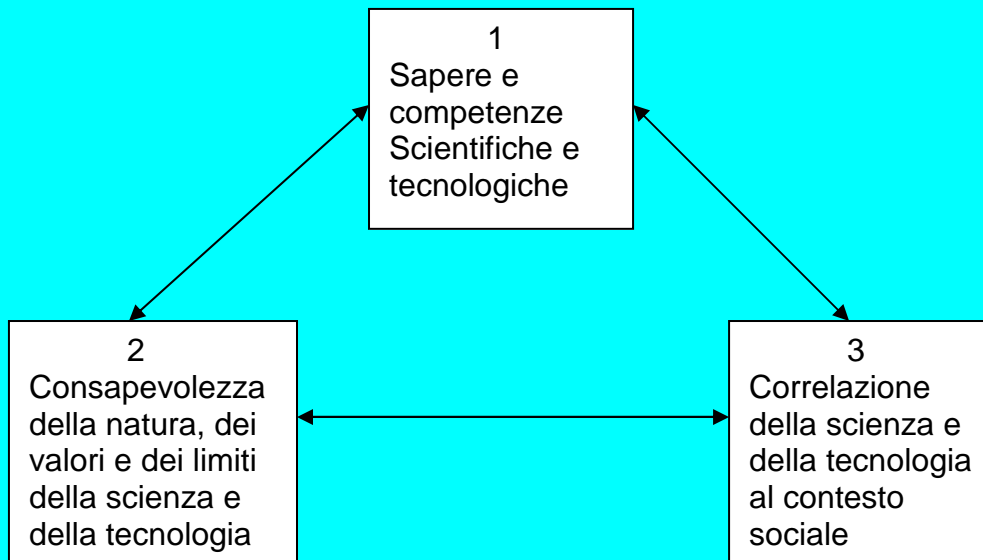 1
Sapere e
competenze
Scientifiche e
tecnologiche
2
Consapevolezza
della natura, dei
valori e dei limiti
della scienza e
della tecnologia
3
Correlazione
della scienza e
della tecnologia
al contesto
sociale